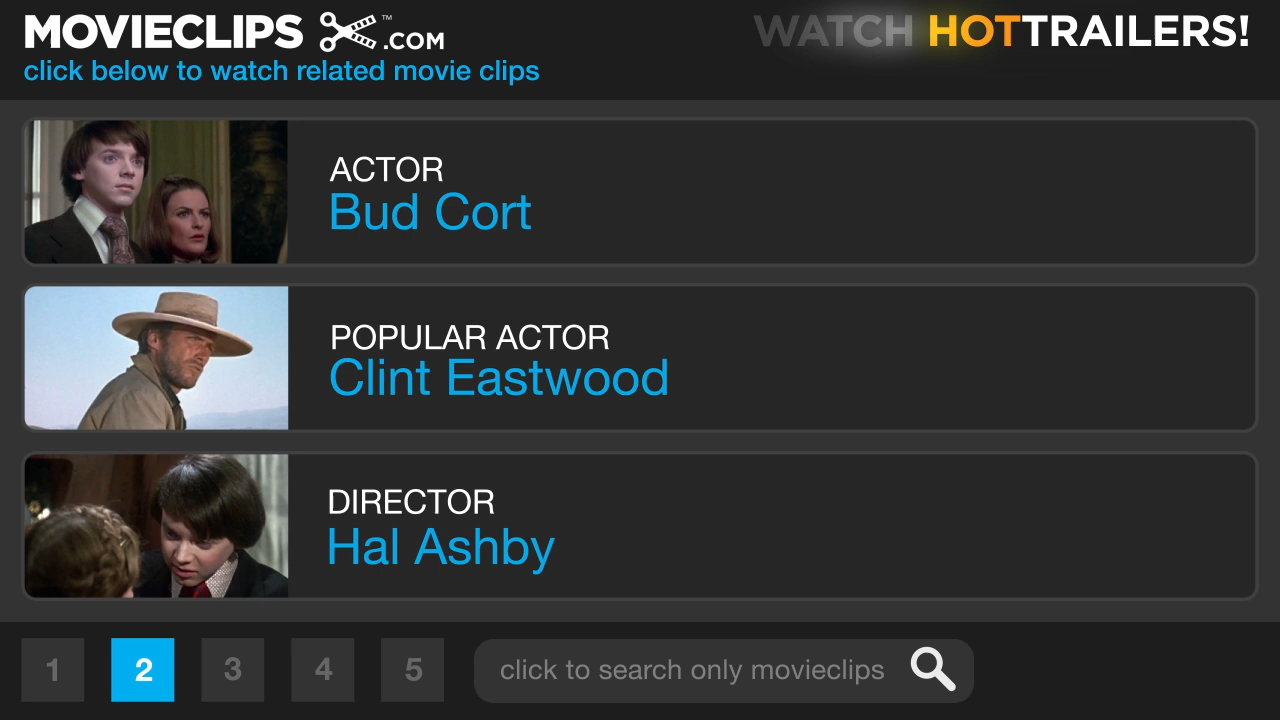 MOVIECLIPS ™ .COM
WATCH HOTTRAILERS!
click below to watch related movie clips
ACTOR
Bud Cort
POPULAR ACTOR
Clint Eastwood
DIRECTOR
Hal Ashby
1 2 3 4 5 click to search only movieclips